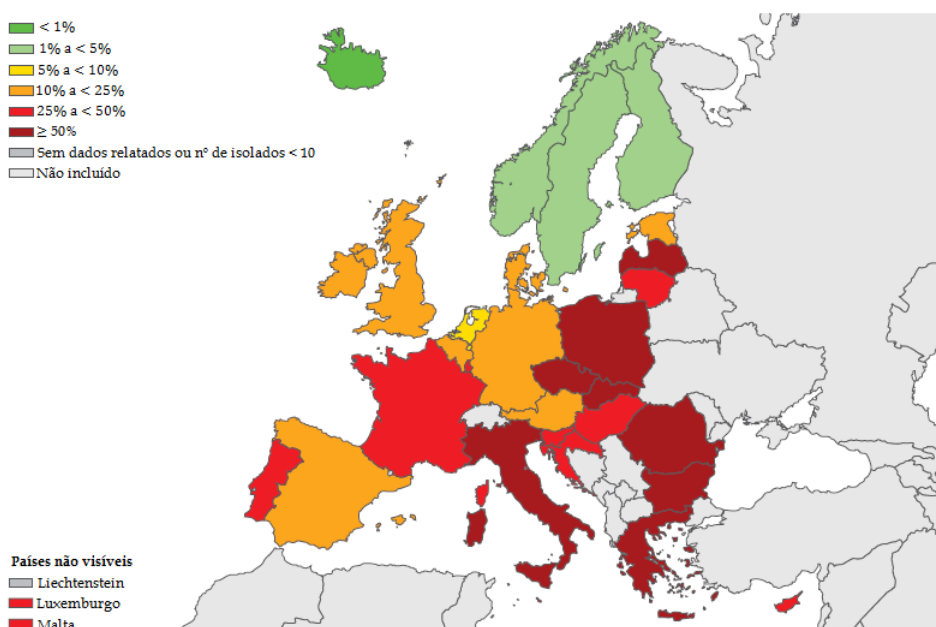 < 1%
1% a < 5%
5% a < 10%
10% a < 25%
25% a < 50%
≥ 50%
Sem dados relatados ou nº de isolados < 10
Não incluído
Países não visíveis
Liechtenstein
Luxemburgo
Malta